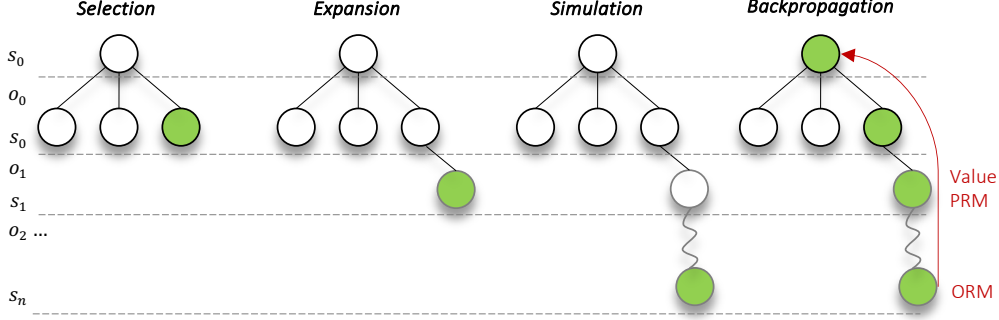 Selection Expansion Simulation Backpropagation
s0
o0
s0
o1
s1
o2 ...
sn
Value
PRM
ORM